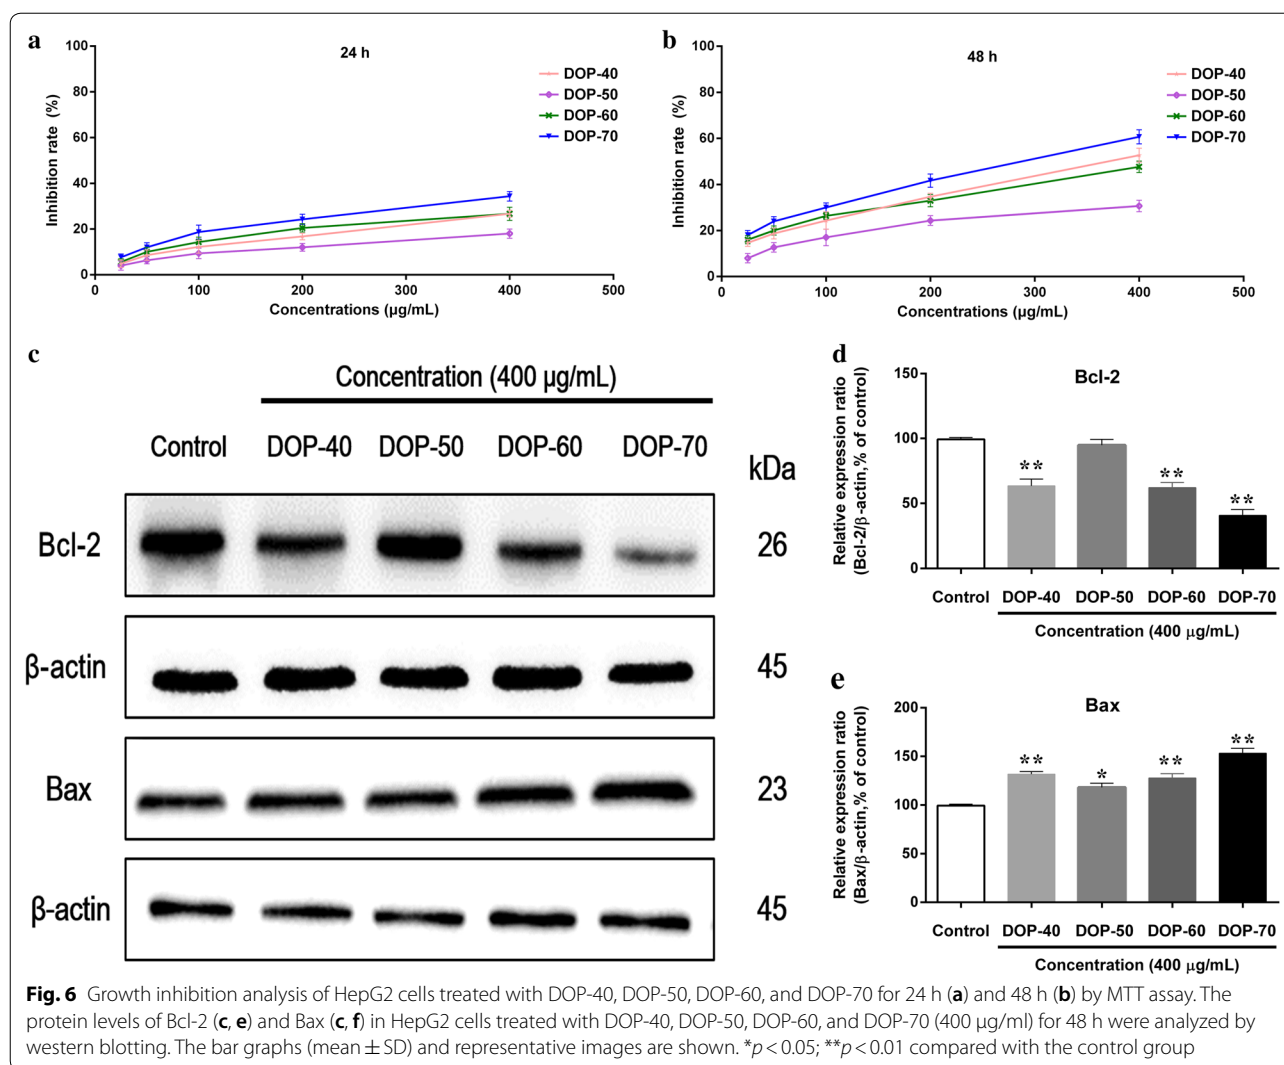 a
24 h
100
80
60
40
20
0
Inhibition rate (%)
DOP-40
DOP-50
DOP-60
DOP-70
0 100 200 300 400 500
Concentrations (µg/mL)
b
48 h
100
80
60
40
20
0
Inhibition rate (%)
DOP-40
DOP-50
DOP-60
DOP-70
0 100 200 300 400 500
Concentrations (µg/mL)
c
Concentration (400 µg/mL)
Control DOP-40 DOP-50 DOP-60 DOP-70
kDa
Bcl-2 26
β-actin 45
Bax 23
β-actin 45
d
Bcl-2
Relative expression ratio
(Bcl-2/β-actin,% of control)
150
100
50
0
** ** **
Control DOP-40 DOP-50 DOP-60 DOP-70
Concentration (400 µg/mL)
e
Bax
Relative expression ratio
(Bax/β-actin,% of control)
200
150
100
50
0
** * ** **
Control DOP-40 DOP-50 DOP-60 DOP-70
Concentration (400 µg/mL)
Fig. 6 Growth inhibition analysis of HepG2 cells treated with DOP-40, DOP-50, DOP-60, and DOP-70 for 24 h (a) and 48 h (b) by MTT assay. The
protein levels of Bcl-2 (c, e) and Bax (c, f) in HepG2 cells treated with DOP-40, DOP-50, DOP-60, and DOP-70 (400 µg/ml) for 48 h were analyzed by
western blotting. The bar graphs (mean ± SD) and representative images are shown. *p < 0.05; **p < 0.01 compared with the control group